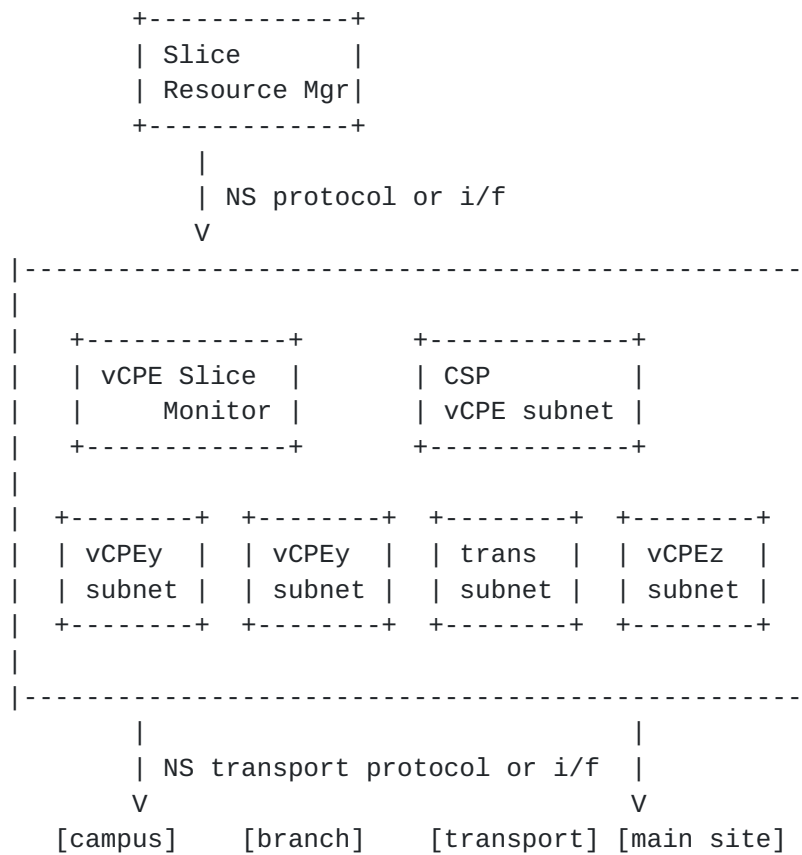 Slice
Resource Mgr
NS protocol or i/f
V
vCPE Slice
Monitor
CSP
vCPE subnet
vCPEy
subnet
vCPEy
subnet
trans
subnet
vCPEz
subnet
NS transport protocol or i/f
V V
[campus] [branch] [transport] [main site]